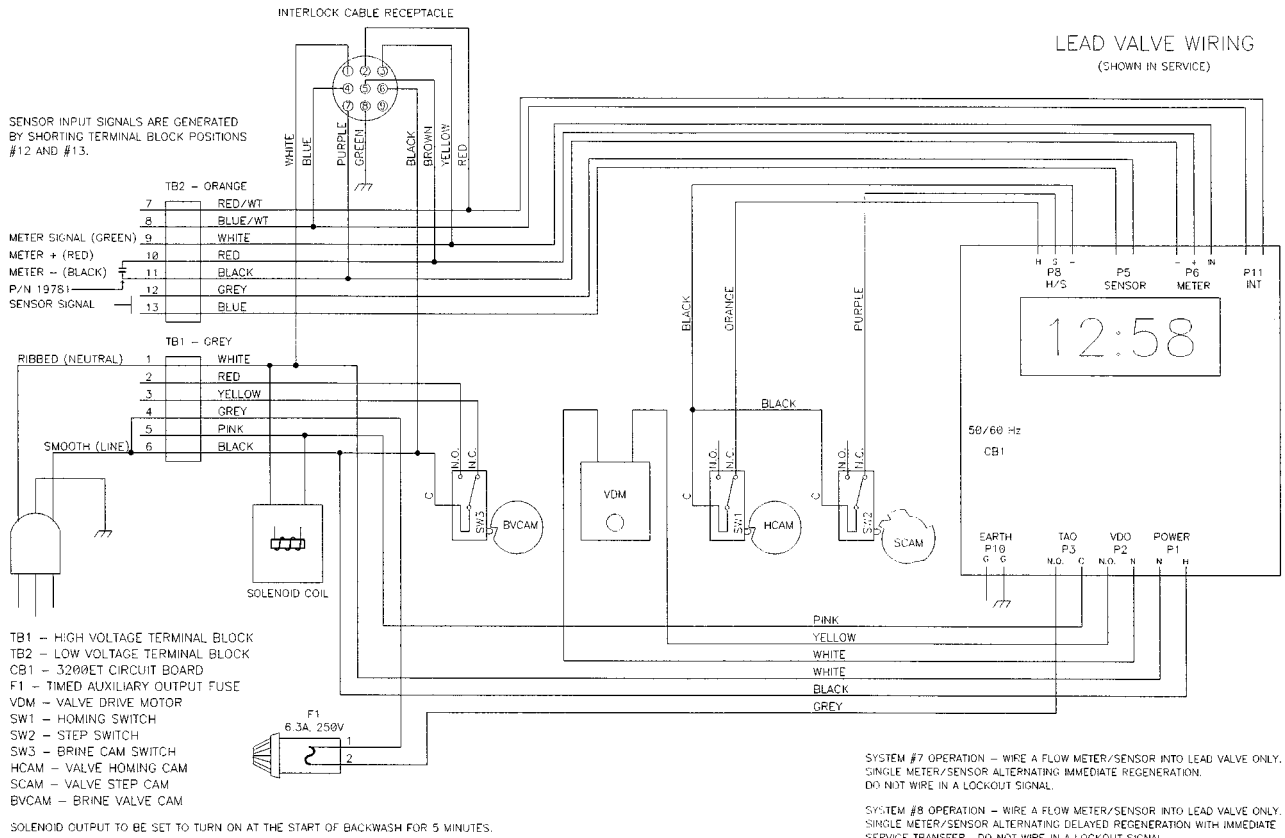 INTERLOCK CABLE RECEPTACLE
LEAD VALVE WIRING
(SHOWN IN SERVICE)
1 2 3
4 5 6
7 8 9
SENSOR INPUT SIGNALS ARE GENERATED
BY SHORTING TERMINAL BLOCK POSITIONS
#12 AND #13.
WHITE
BLUE
PURPLE
GREEN
BLACK
BROWN
YELLOW
RED
TB2 - ORANGE
7 RED/WT
8 BLUE/WT
METER SIGNAL (GREEN) 9 WHITE
METER + (RED) 10 RED
METER - (BLACK) 11 BLACK
P/N 19781
12 GREY
SENSOR SIGNAL
13 BLUE
H S -
P8
H/S
P5
SENSOR
- + IN
P6
METER
P11
INT
12:58
BLACK
ORANGE
PURPLE
TB1 - GREY
RIBBED (NEUTRAL) 1 WHITE
2 RED
3 YELLOW
4 GREY
5 PINK
SMOOTH (LINE) 6 BLACK
BLACK
50/60 Hz
CB1
N.O.
N.C.
C
SW3
BVCAM
VDM
N.O.
N.C.
C
SW1
HCAM
N.O.
N.C.
C
SW2
SCAM
SOLENOID COIL
EARTH
P10
G G
TAO
P3
N.O. C
VDO
P2
N.O. N
POWER
P1
N H
PINK
YELLOW
WHITE
WHITE
BLACK
GREY
TB1 - HIGH VOLTAGE TERMINAL BLOCK
TB2 - LOW VOLTAGE TERMINAL BLOCK
CB1 - 3200ET CIRCUIT BOARD
F1 - TIMED AUXILIARY OUTPUT FUSE
VDM - VALVE DRIVE MOTOR
SW1 - HOMING SWITCH
SW2 - STEP SWITCH
SW3 - BRINE CAM SWITCH
HCAM - VALVE HOMING CAM
SCAM - VALVE STEP CAM
BVCAM - BRINE VALVE CAM
F1
6.3A, 250V
1
2
SOLENOID OUTPUT TO BE SET TO TURN ON AT THE START OF BACKWASH FOR 5 MINUTES.
SYSTEM #7 OPERATION - WIRE A FLOW METER/SENSOR INTO LEAD VALVE ONLY.
SINGLE METER/SENSOR ALTERNATING IMMEDIATE REGENERATION.
DO NOT WIRE IN A LOCKOUT SIGNAL.
SYSTEM #8 OPERATION - WIRE A FLOW METER/SENSOR INTO LEAD VALVE ONLY.
SINGLE METER/SENSOR ALTERNATING DELAYED REGENERATION WITH IMMEDIATE
SERVICE TRANSFER. DO NOT WIRE IN A LOCKOUT SIGNAL.